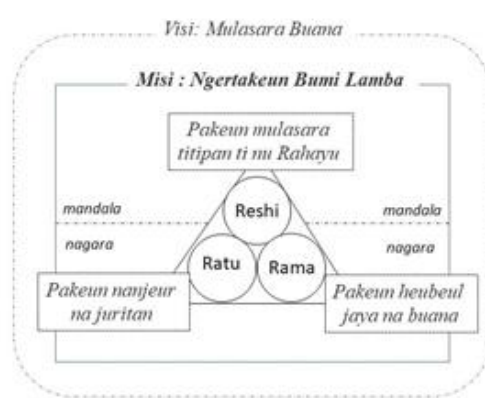 Visi: Mulasara Buana
Misi : Ngertakeun Bumi Lamba
Pakeun mulasara
titipan ti nu Rahayu
Reshi
mandala
mandala
nagara
nagara
Ratu
Rama
Pakeun nanjeur
na juritan
Pakeun heubeul
jaya na buana